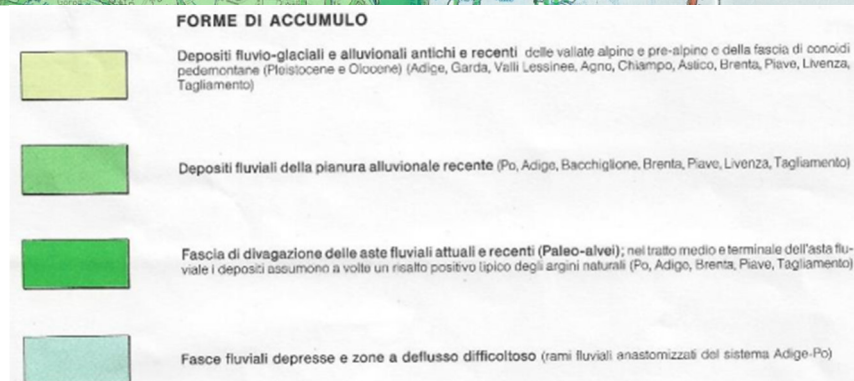 FORME DI ACCUMULO
Depositi fluvio-glaciali e alluvionali antichi e recenti delle vallate alpine e pre-alpine e della fascia di conoidi
pedemontane (Pleistocene e Olocene) (Adige, Garda, Valli Lessinee, Agno, Chiampo, Astico, Brenta, Piave, Livenza,
Tagliamento)
Depositi fluviali della pianura alluvionale recente (Po, Adige, Bacchiglione, Brenta, Piave, Livenza, Tagliamento)
Fascia di divagazione delle aste fluviali attuali e recenti (Paleo-alvei); nel tratto medio e terminale dell'asta flu-
viale i depositi assumono a volte un risalto positivo tipico degli argini naturali (Po, Adige, Brenta, Piave, Tagliamento)
Fasce fluviali depresse e zone a deflusso difficoltoso (rami fluviali anastomizzati del sistema Adige-Po)